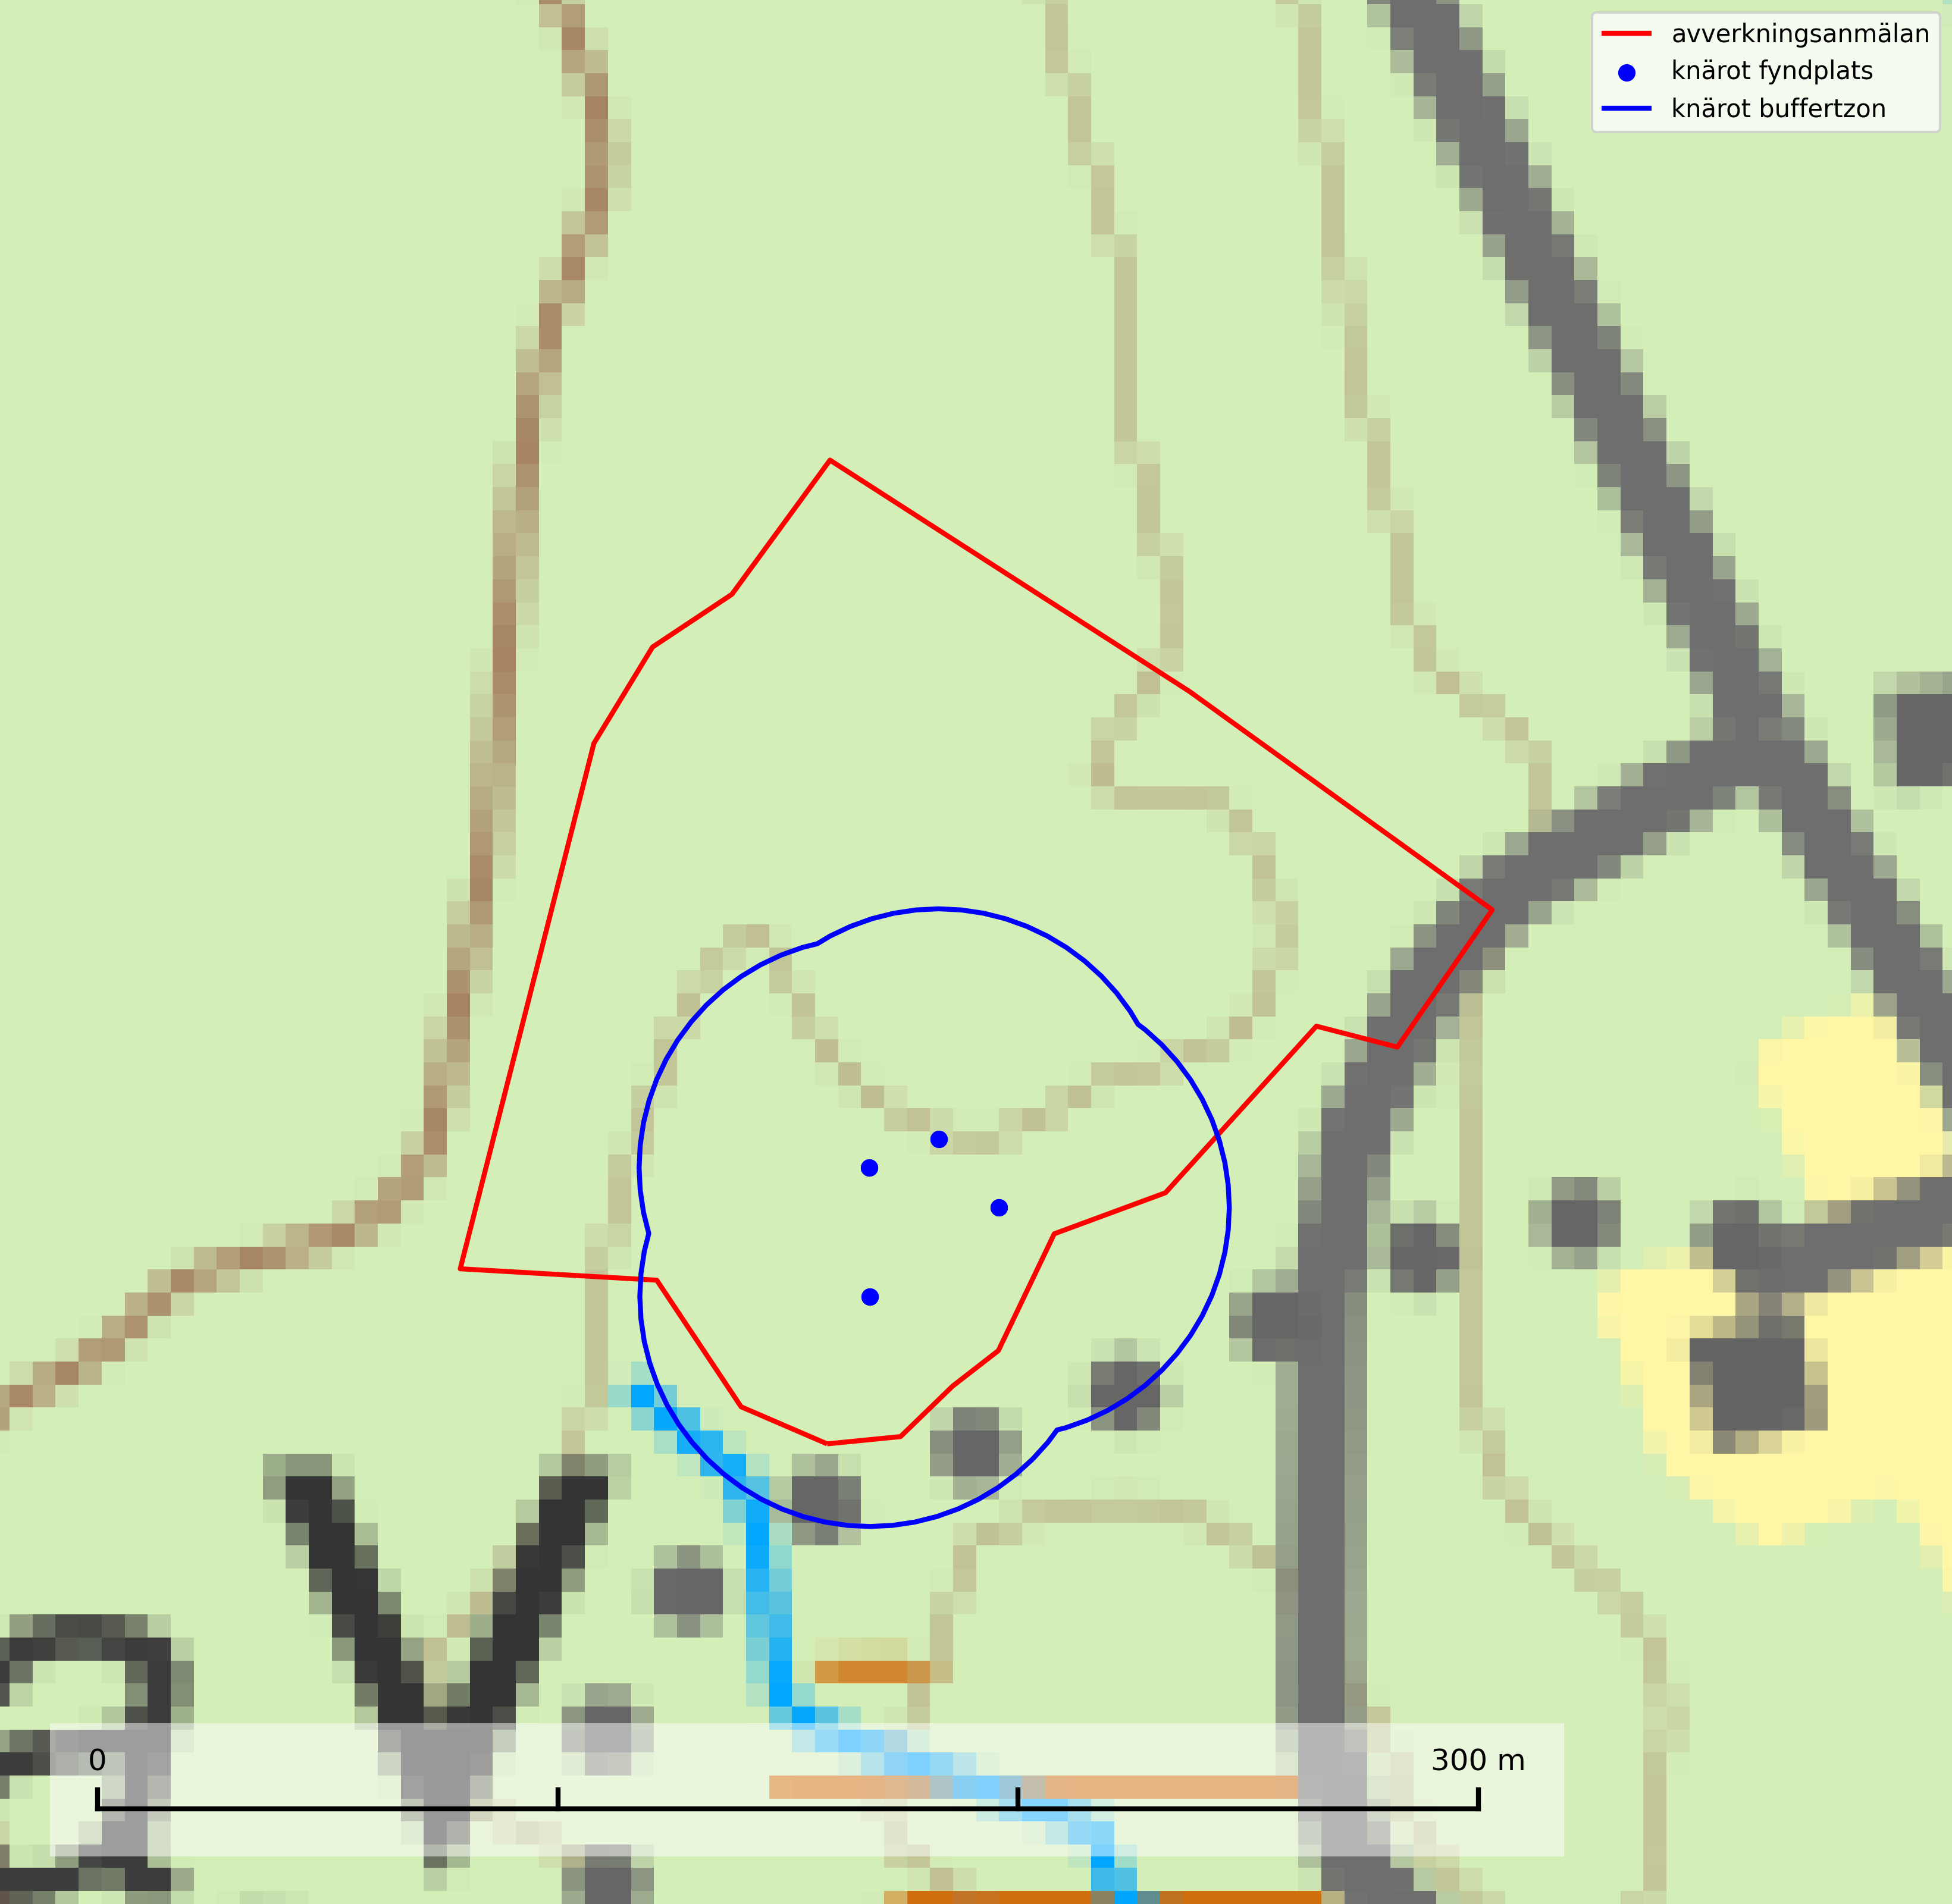 avverkningsanmälan
knärot fyndplats
knärot buffertzon
0 300 m